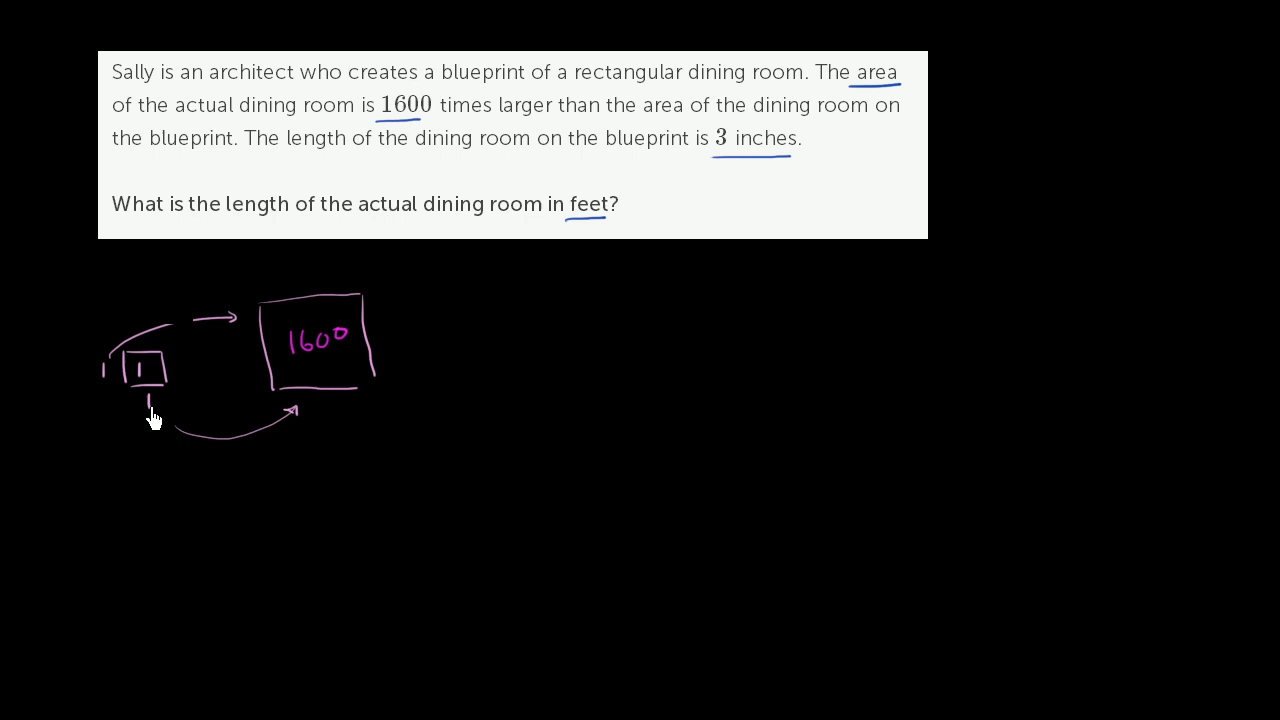 Sally is an architect who creates a blueprint of a rectangular dining room. The area
of the actual dining room is 1600 times larger than the area of the dining room on
the blueprint. The length of the dining room on the blueprint is 3 inches.
What is the length of the actual dining room in feet?
1600
1 1
1